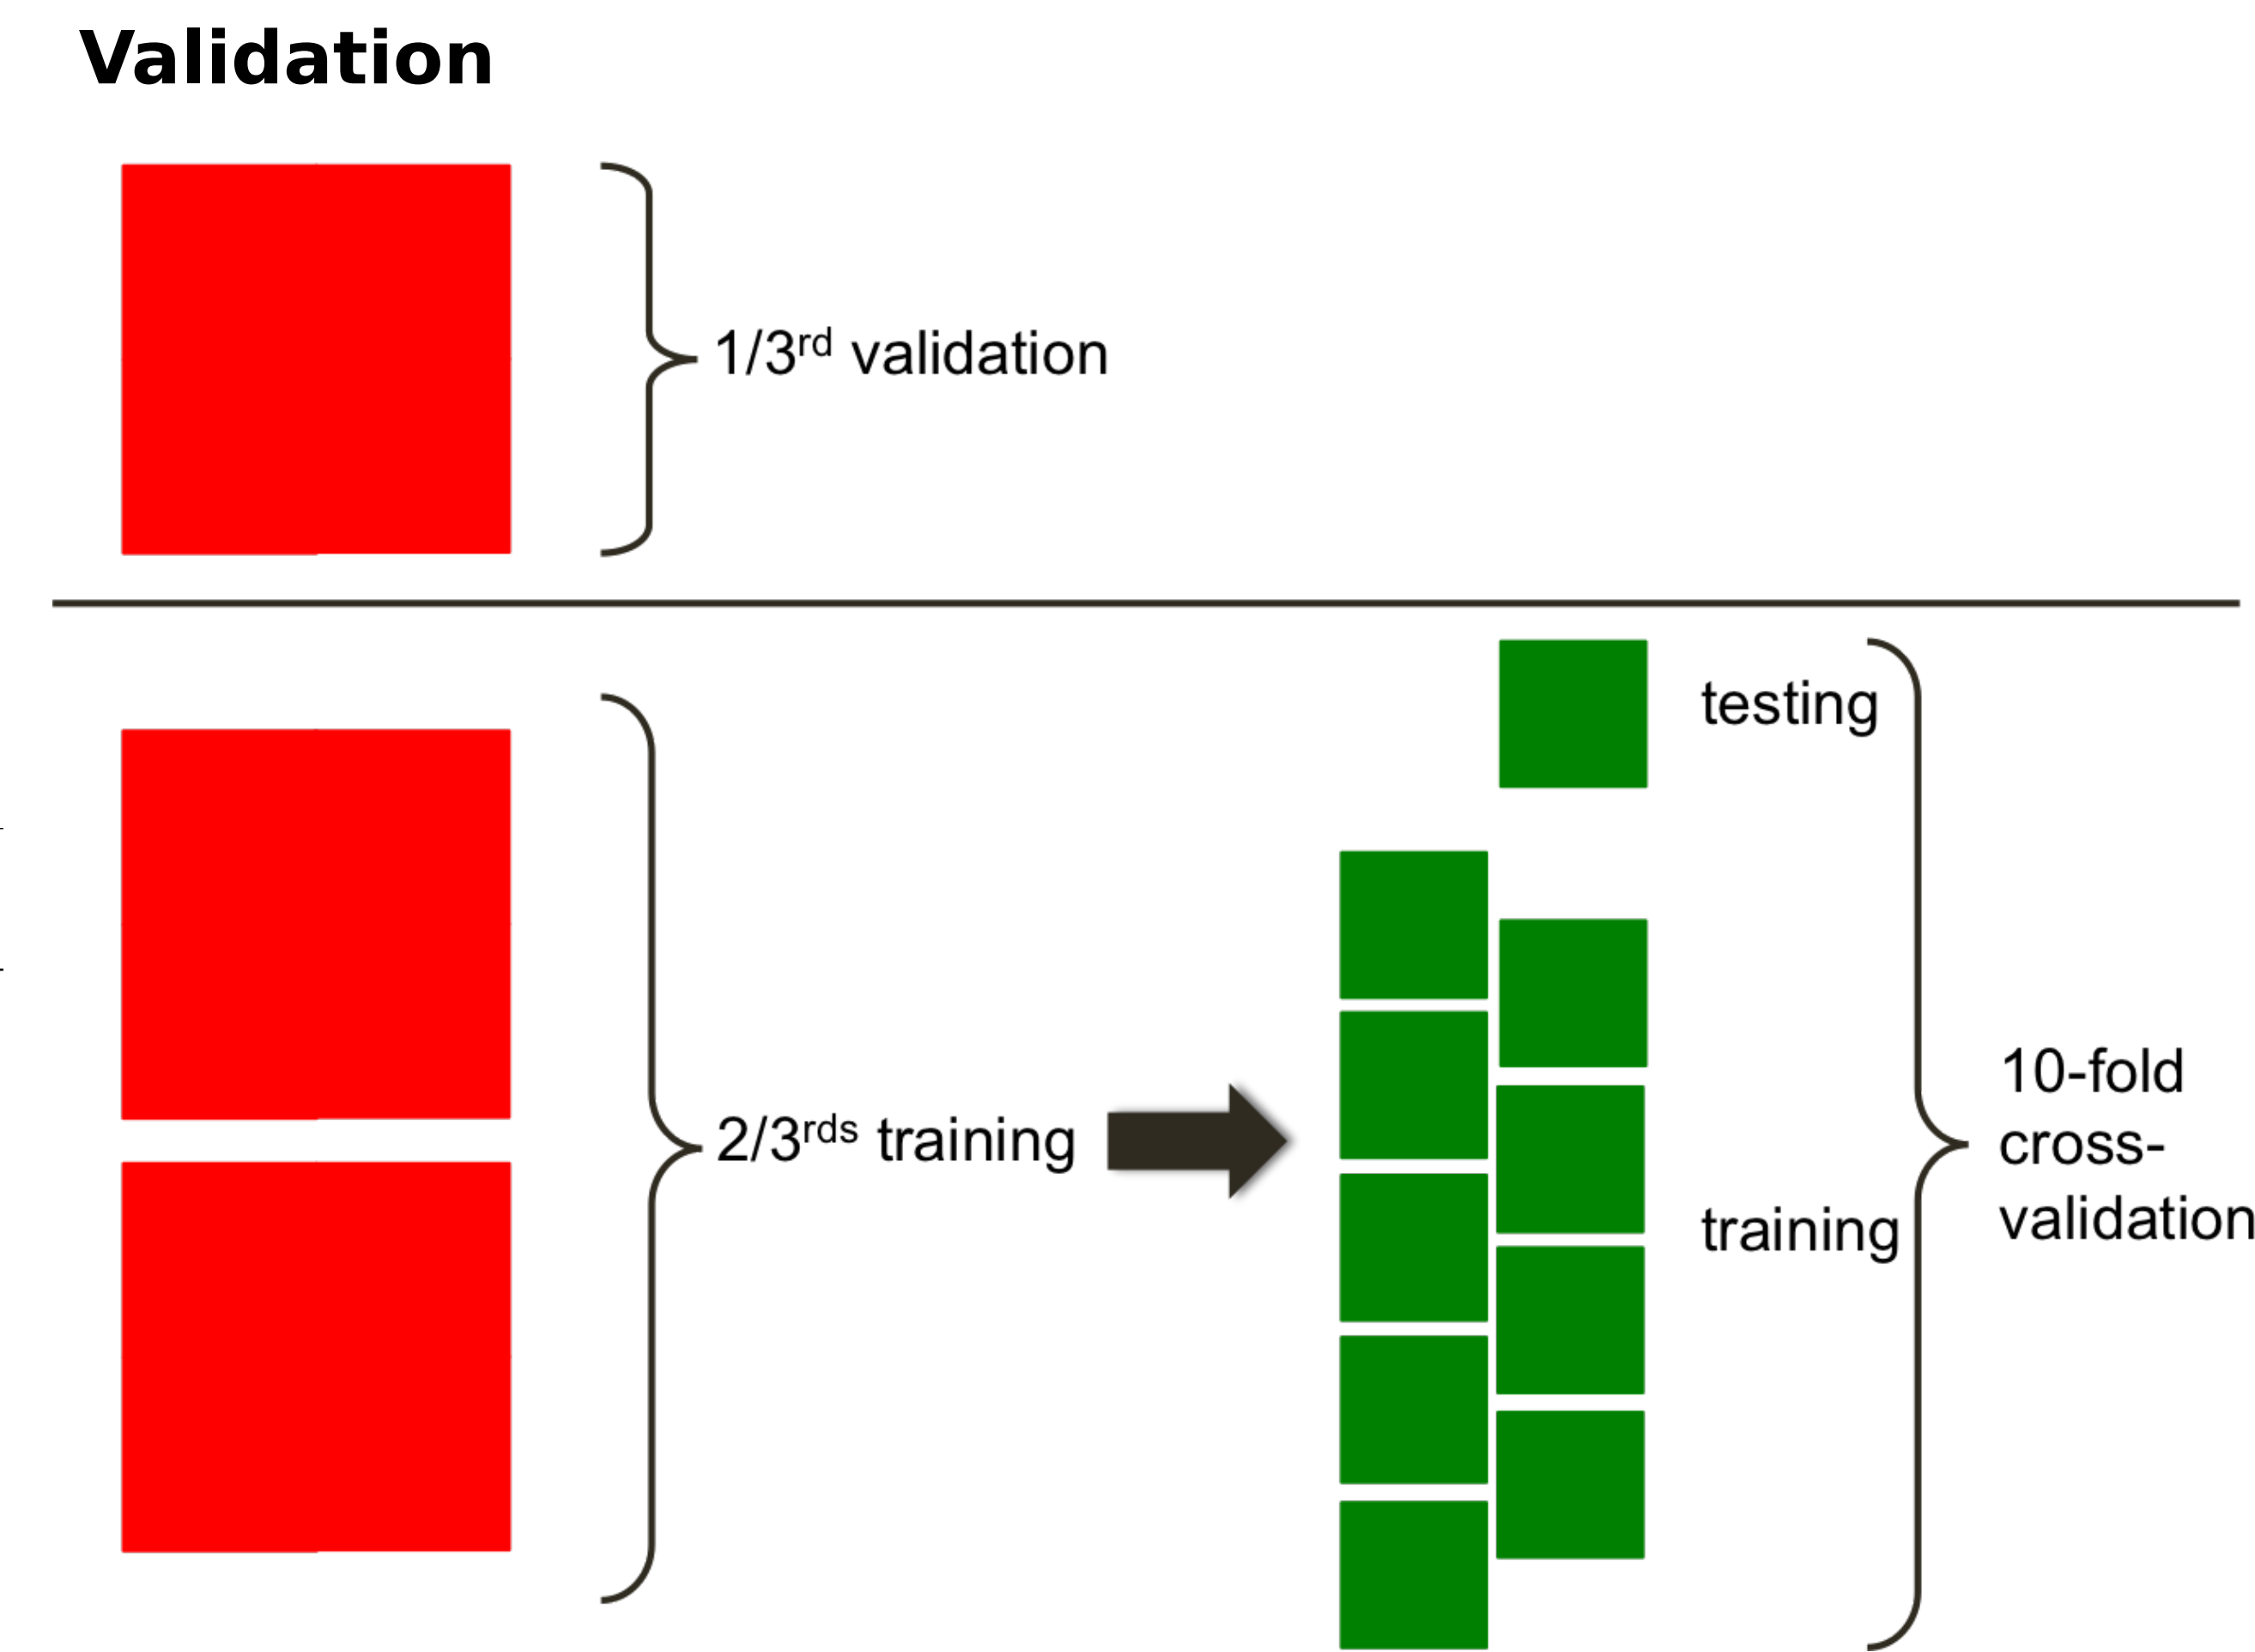 Validation
1/3rd validation
testing
2/3rds training
training
10-fold
cross-
validation